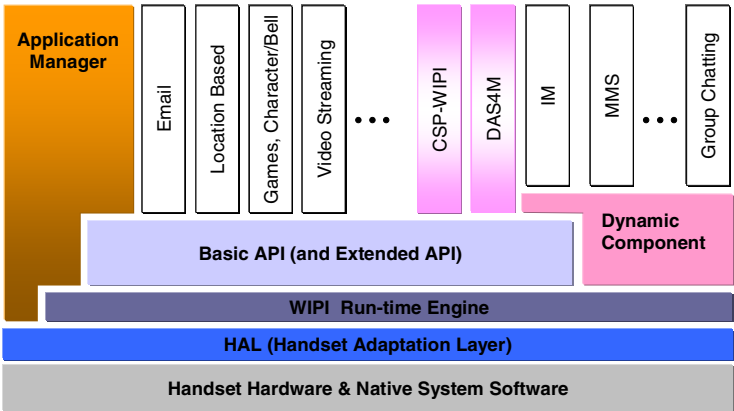 Application
Manager
Email
Location Based
Games, Character/Bell
Video Streaming
...
CSP-WIPI
DAS4M
IM
MMS
...
Group Chatting
Dynamic
Component
Basic API (and Extended API)
WIPI Run-time Engine
HAL (Handset Adaptation Layer)
Handset Hardware & Native System Software